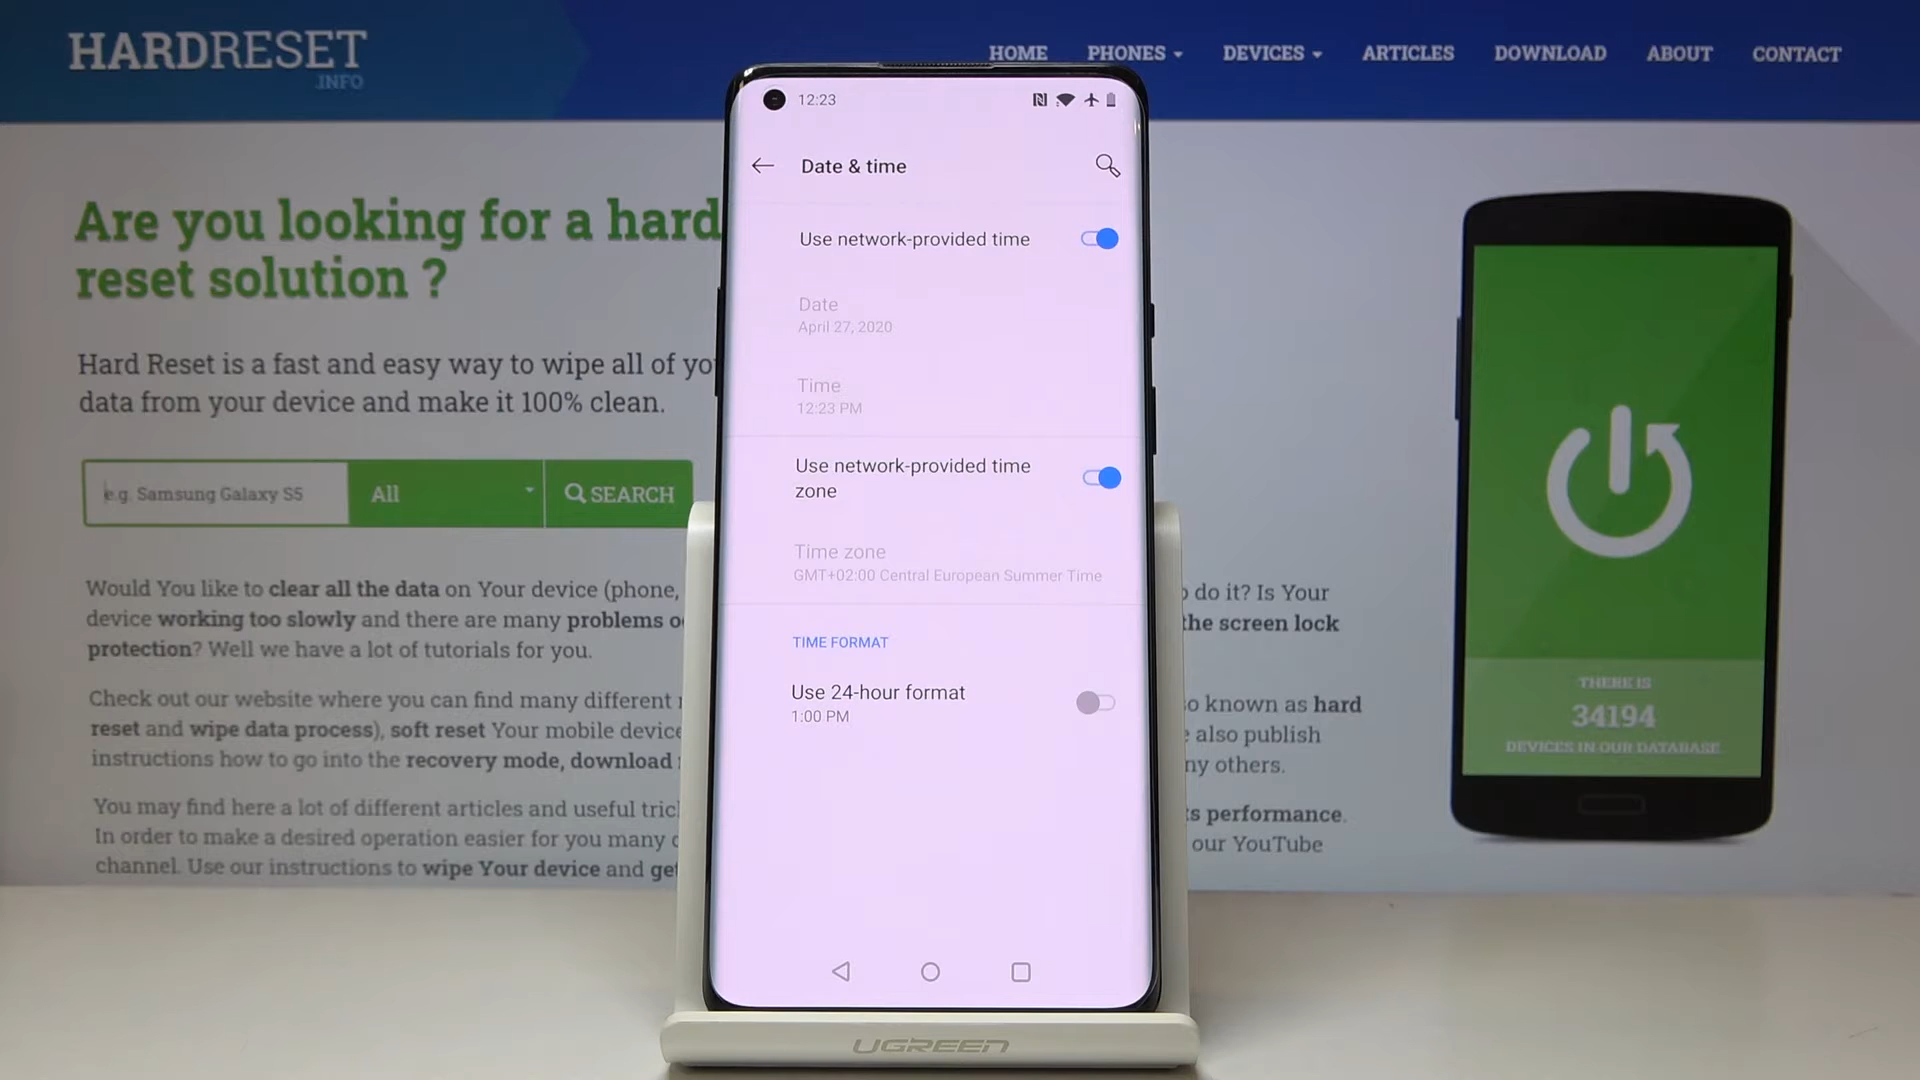 HARDRESET
.INFO
HOME PHONES DEVICES ARTICLES DOWNLOAD ABOUT CONTACT
Are you looking for a hard
reset solution ?
Hard Reset is a fast and easy way to wipe all of
data from your device and make it 100% clean.
e.g. Samsung Galaxy S5 All SEARCH
Would You like to clear all the data on Your device (phone,
device working too slowly and there are many problems
protection? Well we have a lot of tutorials for you.
Check out our website where you can find many different
reset and wipe data process), soft reset Your mobile device
instructions how to go into the recovery mode, download
You may find here a lot of different articles and useful
In order to make a desired operation easier for you many
channel. Use our instructions to wipe Your device and
12:23
Date & time
Use network-provided time
Date
April 27, 2020
Time
12:23 PM
Use network-provided time
zone
Time zone
GMT+02:00 Central European Summer Time
TIME FORMAT
Use 24-hour format
1:00 PM
UGREEN
do it? Is Your
the screen lock
known as hard
also publish
others.
performance.
our YouTube
THERE IS
34194
DEVICES IN OUR DATABASE